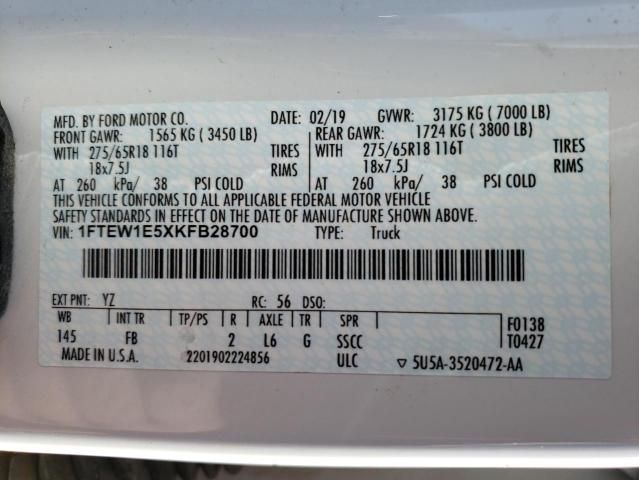 MFD. BY FORD MOTOR CO. DATE: 02/19 GVWR: 3175 KG ( 7000 LB)
FRONT GAWR: 1565 KG ( 3450 LB) REAR GAWR: 1724 KG ( 3800 LB)
WITH 275/65R18 116T TIRES WITH 275/65R18 116T TIRES
18x7.5J RIMS 18x7.5J RIMS
AT 260 kPa/ 38 PSI COLD AT 260 kPa/ 38 PSI COLD
THIS VEHICLE CONFORMS TO ALL APPLICABLE FEDERAL MOTOR VEHICLE
SAFETY STANDARDS IN EFFECT ON THE DATE OF MANUFACTURE SHOWN ABOVE.
VIN: 1FTEW1E5XKFB28700 TYPE: Truck
EXT PNT: YZ RC: 56 DSO:
WB INT TR TP/PS R AXLE TR SPR F0138
145 FB 2 L6 G SSCC T0427
MADE IN U.S.A. 2201902224856 ULC ▽ 5U5A-3520472-AA